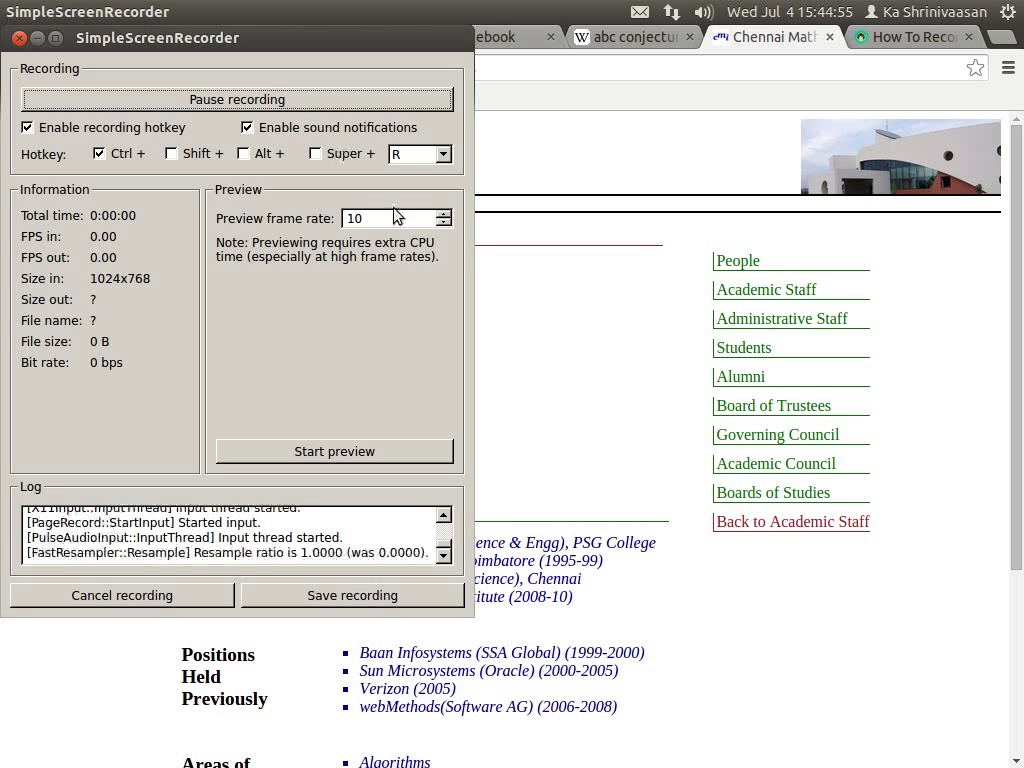 SimpleScreenRecorder
Wed Jul 4 15:44:55
Ka Shrinivaasan
SimpleScreenRecorder
ebook
abc conjectu
Chennai Math
How To Reco
Recording
Pause recording
Enable recording hotkey
Enable sound notifications
Hotkey:
Ctrl +
Shift +
Alt +
Super +
R
Information
Total time: 0:00:00
FPS in: 0.00
FPS out: 0.00
Size in: 1024x768
Size out: ?
File name: ?
File size: 0 B
Bit rate: 0 bps
Preview
Preview frame rate: 10
Note: Previewing requires extra CPU
time (especially at high frame rates).
Start preview
Log
[X11Input::InputThread] Input thread started.
[PageRecord::StartInput] Started input.
[PulseAudioInput::InputThread] Input thread started.
[FastResampler::Resample] Resample ratio is 1.0000 (was 0.0000).
Cancel recording
Save recording
People
Academic Staff
Administrative Staff
Students
Alumni
Board of Trustees
Governing Council
Academic Council
Boards of Studies
Back to Academic Staff
ience & Engg), PSG College
oimbatore (1995-99)
cience), Chennai
itute (2008-10)
Positions
Held
Previously
Baan Infosystems (SSA Global) (1999-2000)
Sun Microsystems (Oracle) (2000-2005)
Verizon (2005)
webMethods(Software AG) (2006-2008)
Areas of
Algorithms